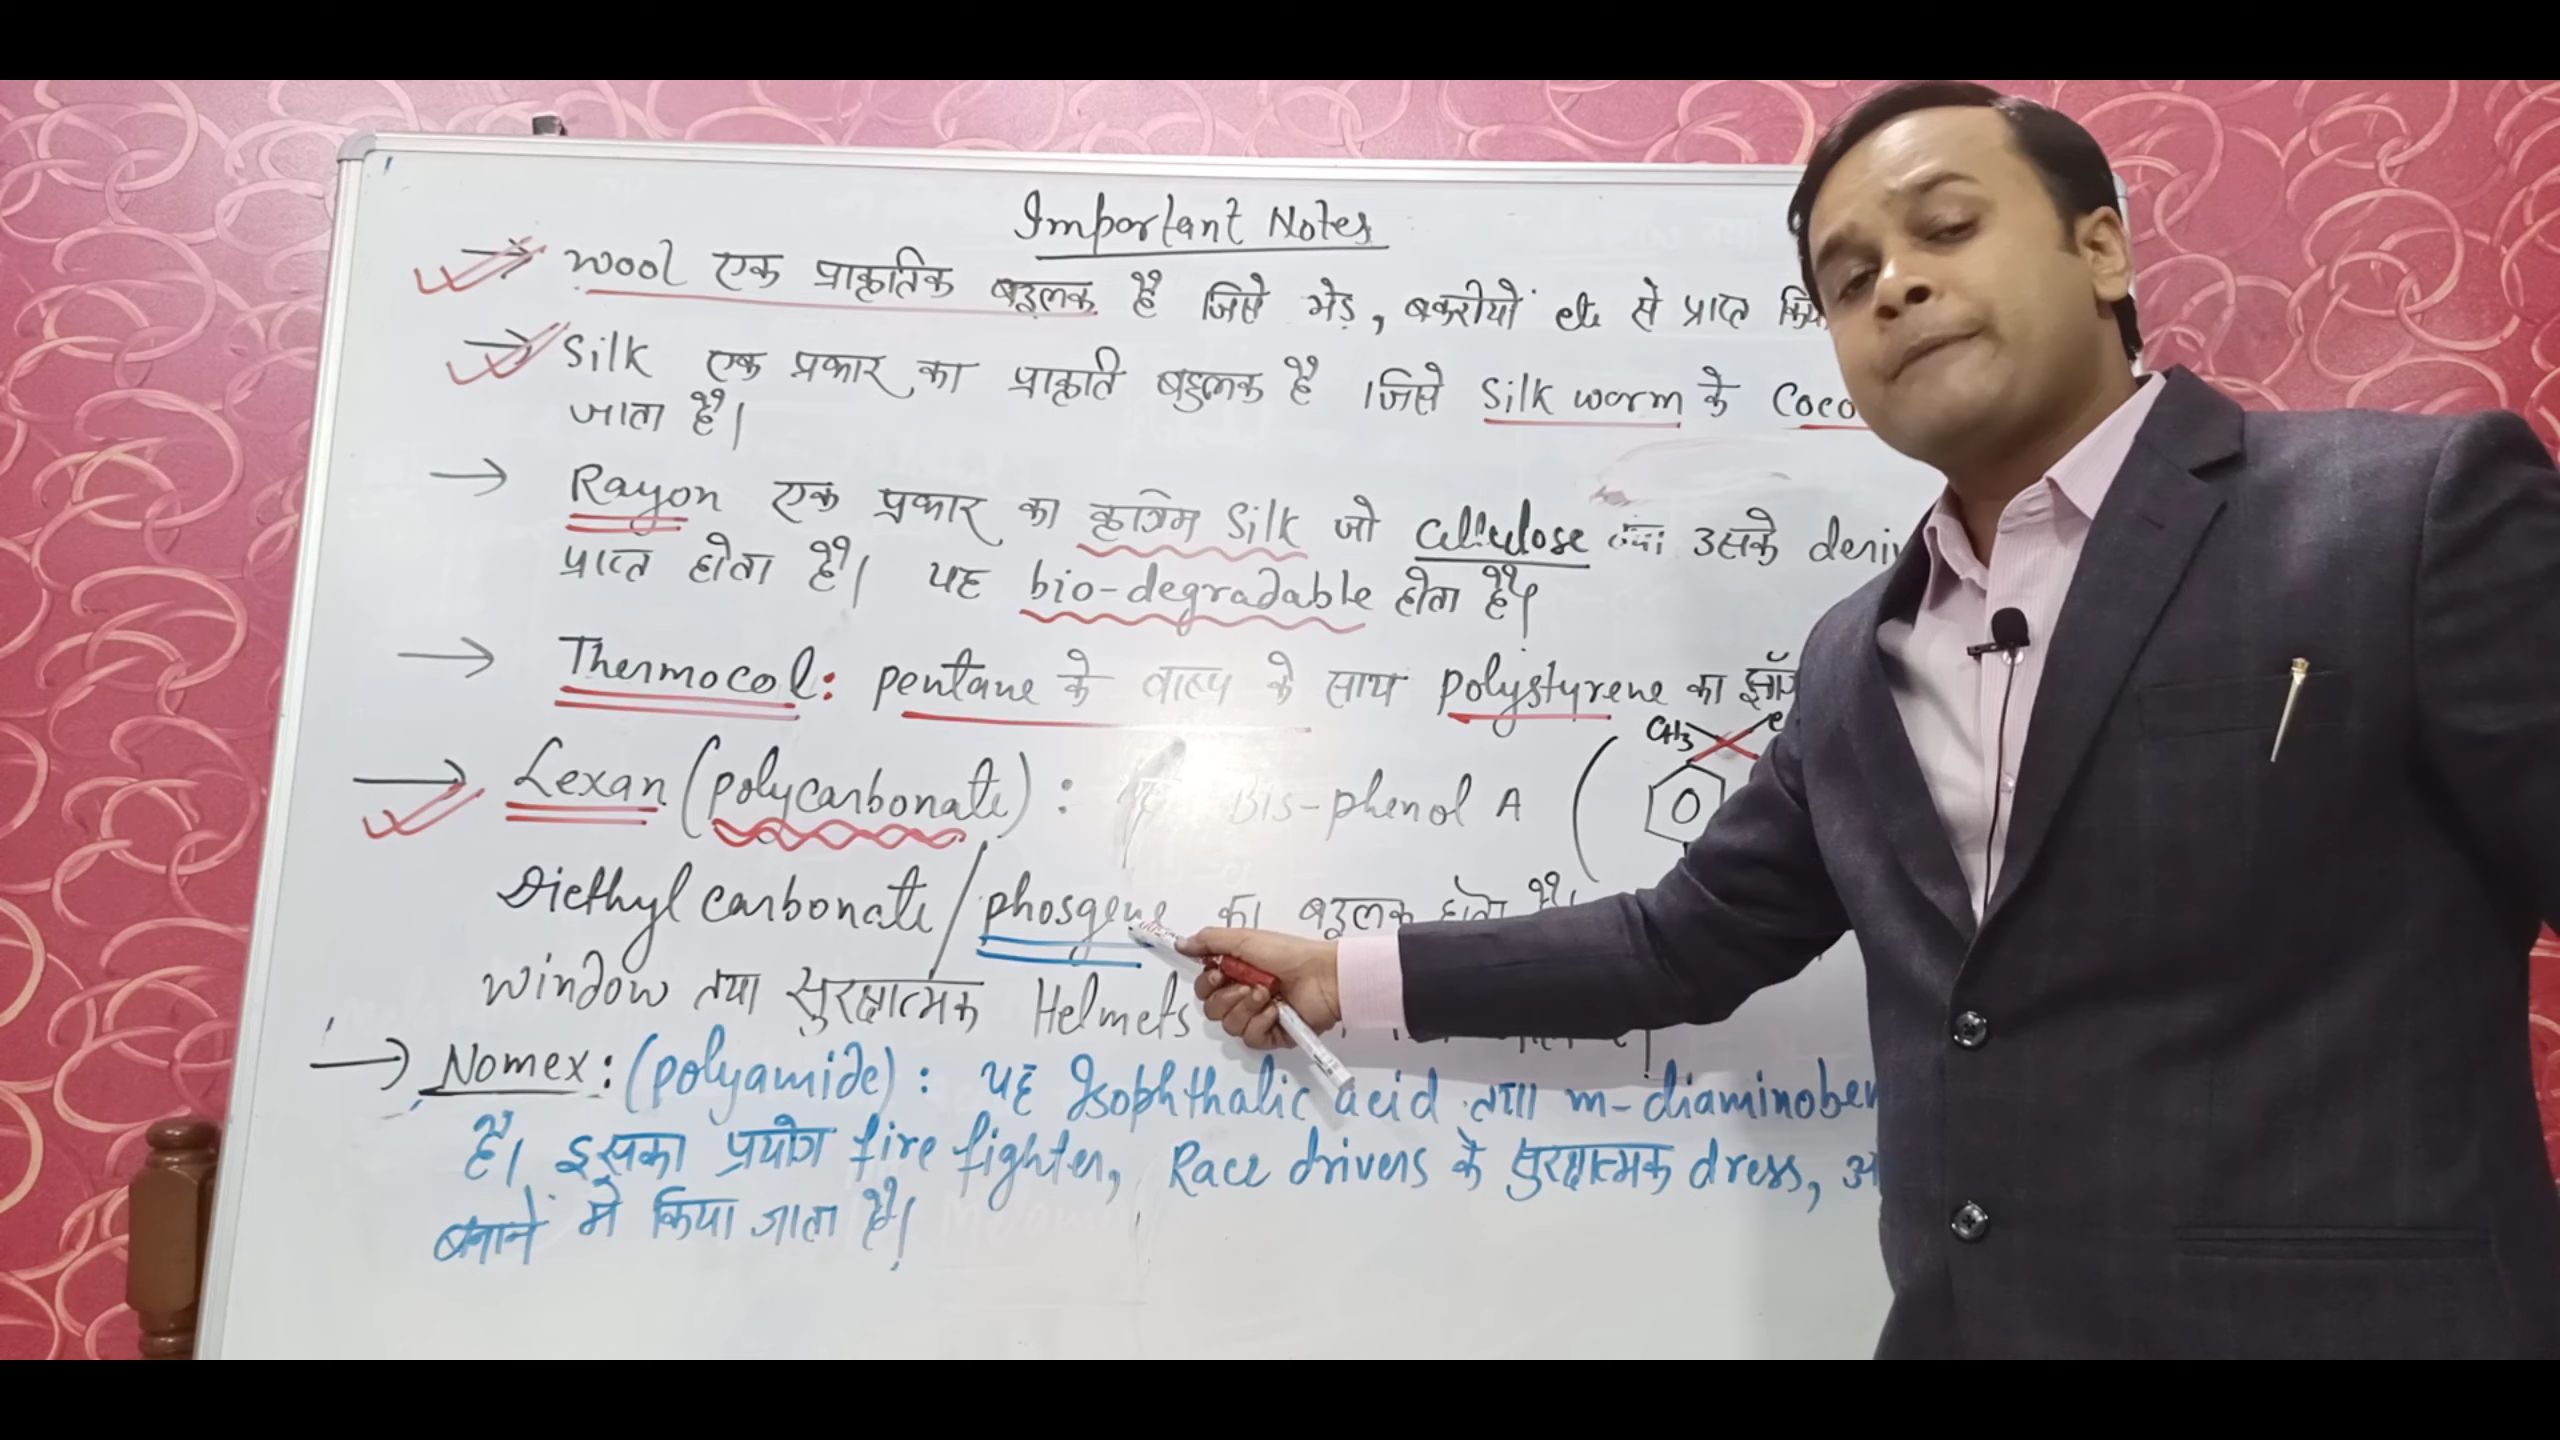 Important Notes
→ wool एक प्राकृतिक बहुलक है जिसे भेड़, बकरीयों etc से प्राप्त
→ Silk एक प्रकार का प्राकृति बहुलक है जिसे Silk worm के Coco
जाता है।
→ Rayon एक प्रकार का कृत्रिम Silk जो Cellulose उसके deri
प्राप्त होता है। यह bio-degradable होता है।
→ Thermocol: pentane के वाष्प के साथ polystyrene का
CH3
→ Lexan (polycarbonate): Bis-phenol A (
Diethyl carbonate/phosgene का बहुलक होता है।
window तथा सुरक्षात्मक Helmets
→ Nomex: (polyamide): यह Isophthalic acid तथा m-diaminoben
है। इसका प्रयोग fire fighter, Race drivers के सुरक्षात्मक dress,
बनाने में किया जाता है।